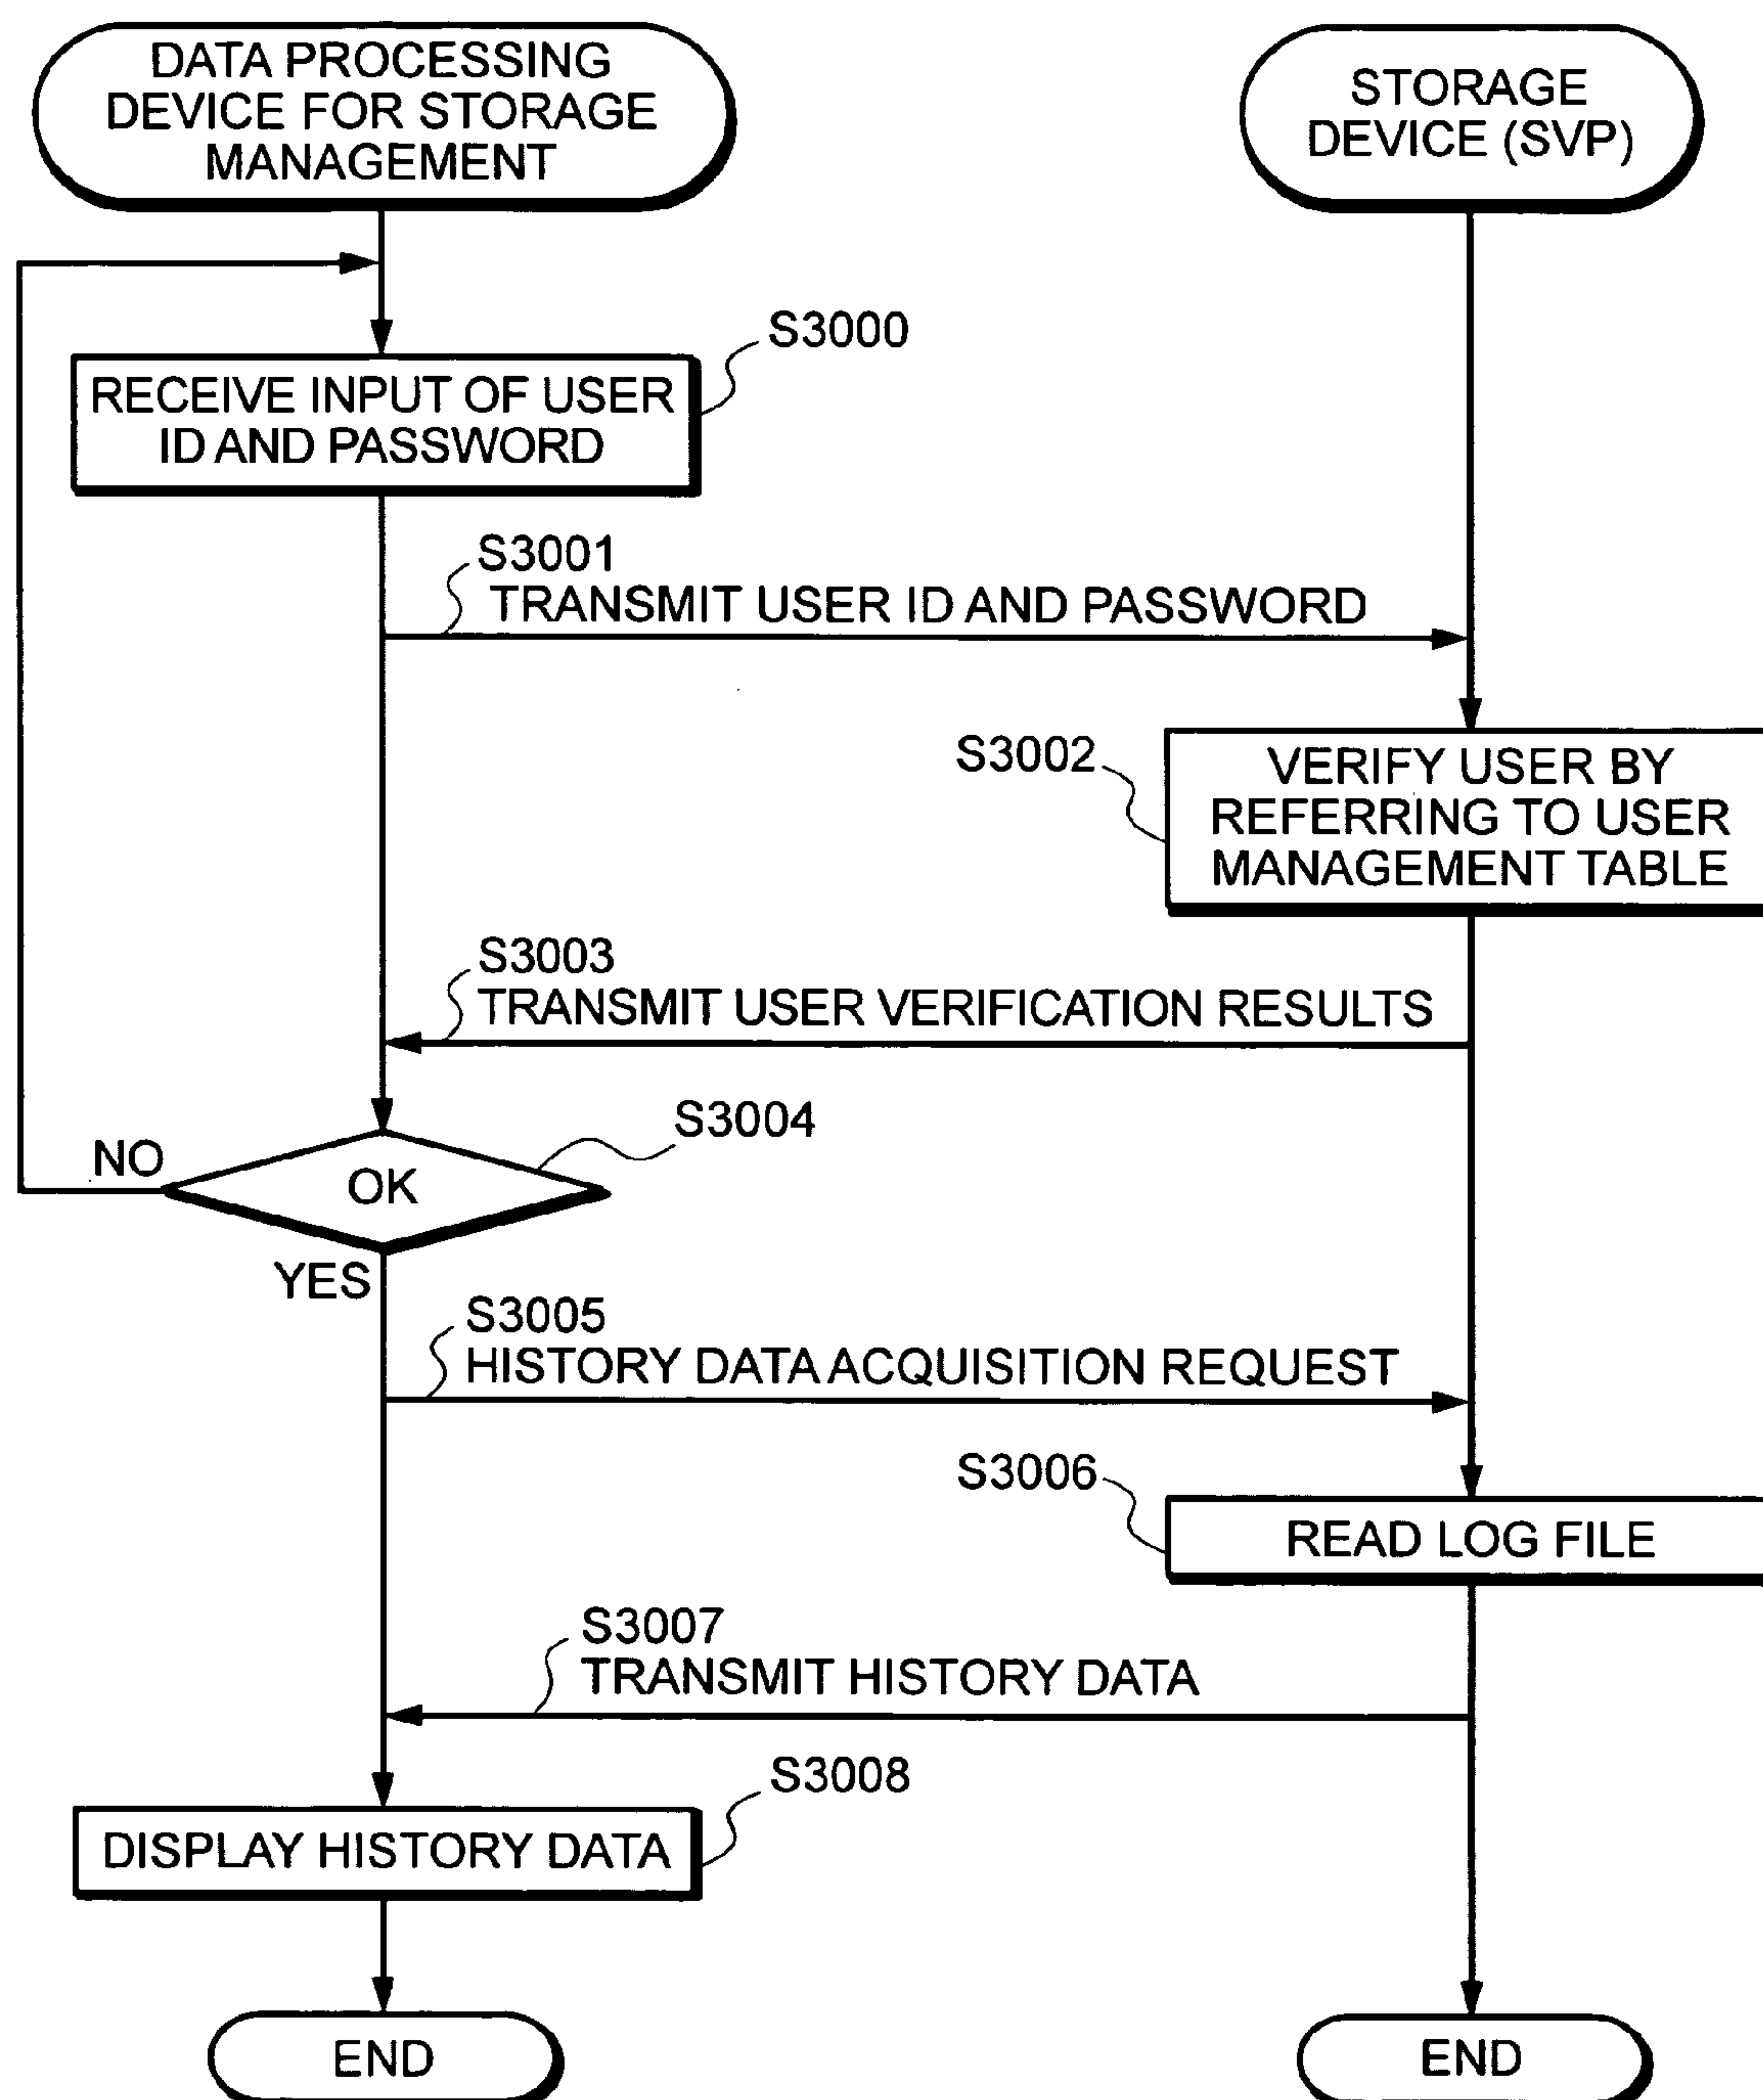 DATA PROCESSING
DEVICE FOR STORAGE
MANAGEMENT
STORAGE
DEVICE (SVP)
S3000
RECEIVE INPUT OF USER
ID AND PASSWORD
S3001
TRANSMIT USER ID AND PASSWORD
S3002
VERIFY USER BY
REFERRING TO USER
MANAGEMENT TABLE
S3003
TRANSMIT USER VERIFICATION RESULTS
S3004
NO
OK
YES
S3005
HISTORY DATA ACQUISITION REQUEST
S3006
READ LOG FILE
S3007
TRANSMIT HISTORY DATA
S3008
DISPLAY HISTORY DATA
END
END